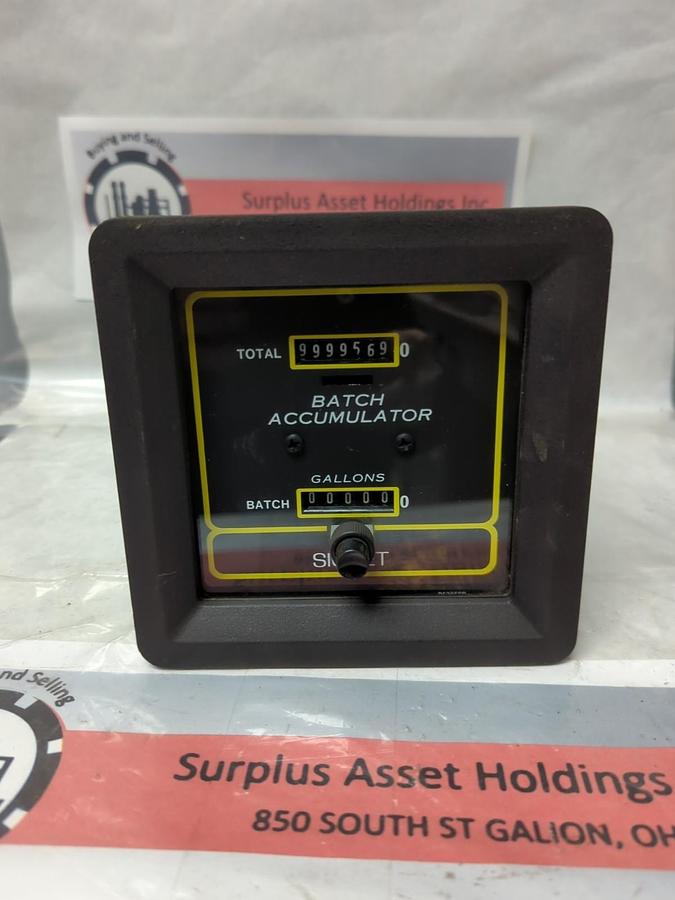 Buying and Selling
Surplus Asset Holdings Inc
TOTAL 9999569 0
BATCH
ACCUMULATOR
GALLONS
BATCH 00000 0
nd Selling
Surplus Asset Holdings
850 SOUTH ST GALION, OH